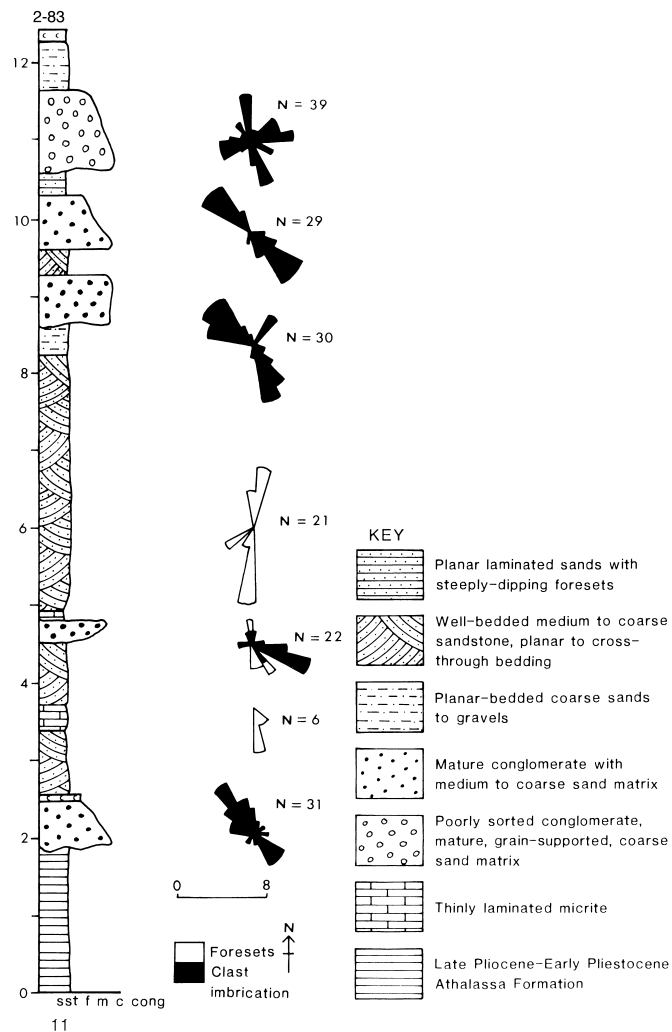 2-83
12
N = 39
10
N = 29
N = 30
8
6
N = 21
KEY
Planar laminated sands with
steeply-dipping foresets
Well-bedded medium to coarse
sandstone, planar to cross-
through bedding
N = 22
4
Planar-bedded coarse sands
to gravels
N = 6
Mature conglomerate with
medium to coarse sand matrix
N = 31
2
Poorly sorted conglomerate,
mature, grain-supported, coarse
sand matrix
0 8
Thinly laminated micrite
N
Foresets
Clast
imbrication
Late Pliocene-Early Pliestocene
Athalassa Formation
0
sst f m c cong
11